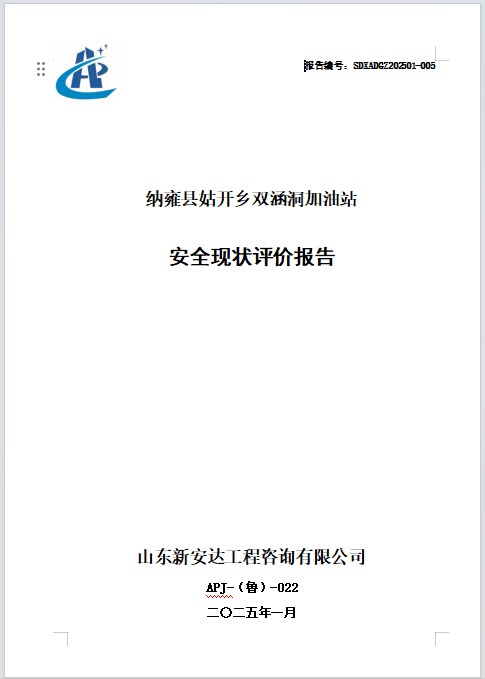 AP
报告编号：SDXADGZ202501-005
纳雍县姑开乡双涵洞加油站
安全现状评价报告
山东新安达工程咨询有限公司
APJ-（鲁）-022
二〇二五年一月